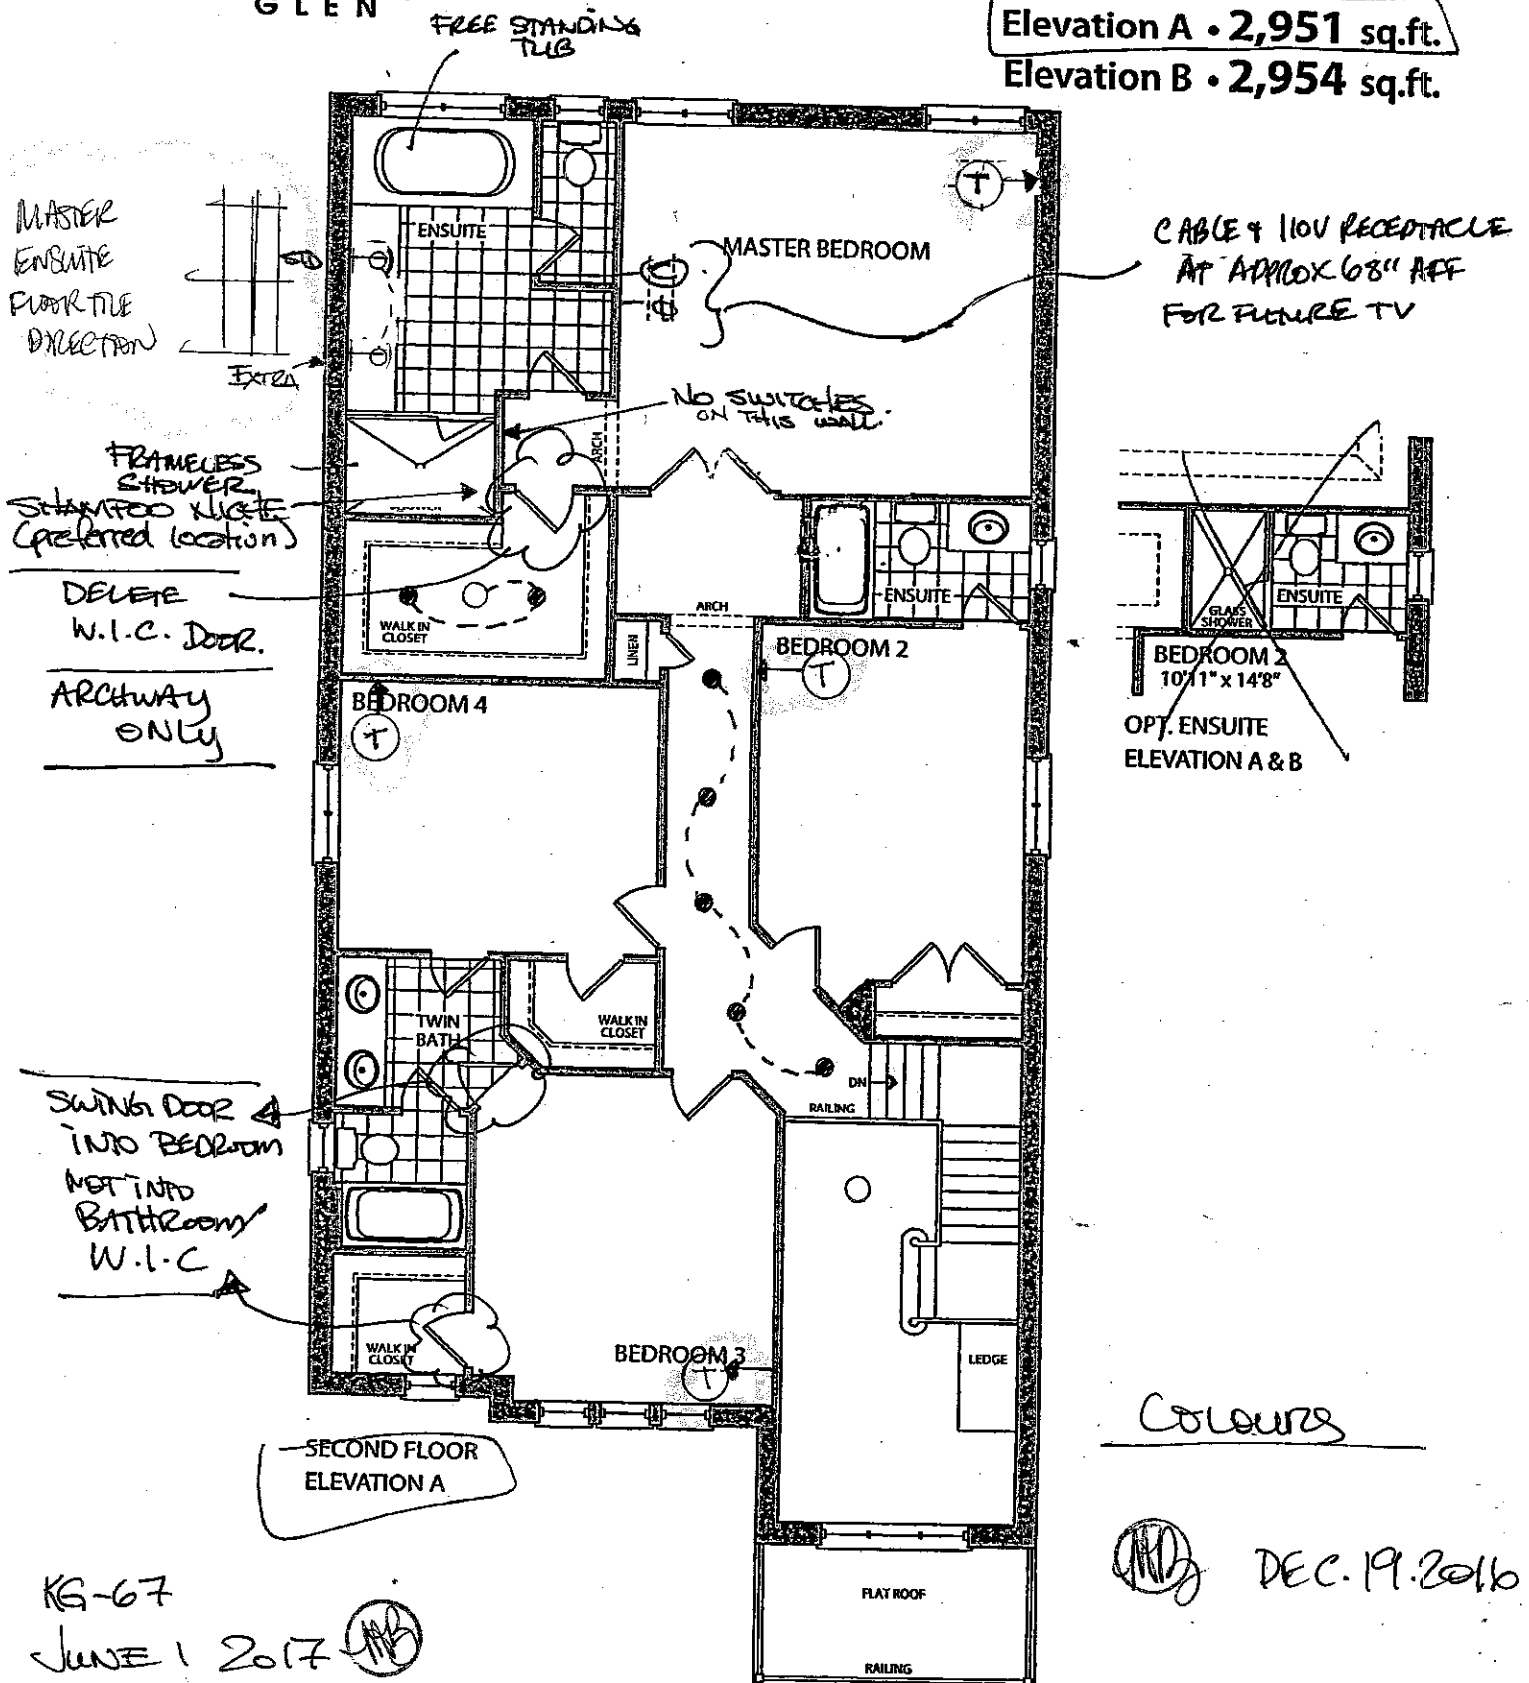 GLEN
FREE STANDING
TUB
Elevation A • 2,951 sq.ft.
Elevation B • 2,954 sq.ft.
MASTER
ENSUITE
FLOOR TILE
DIRECTION
EXTRA
ENSUITE
MASTER BEDROOM
T
CABLE & 110V RECEPTACLE
AT APPROX 68" AFF
FOR FUTURE TV
NO SWITCHES
ON THIS WALL.
ARCH
FRAMELESS
SHOWER
SHAMPOO NICHE
(preferred location)
DELETE
W.I.C. DOOR.
ARCHWAY
ONLY
WALK IN
CLOSET
ARCH
LINEN
ENSUITE
BEDROOM 2
T
BEDROOM 4
T
GLASS
SHOWER
ENSUITE
BEDROOM 2
10'11" x 14'8"
OPT. ENSUITE
ELEVATION A & B
TWIN
BATH
WALK IN
CLOSET
DN
RAILING
SWING DOOR
INTO BEDROOM
NOT INTO
BATHROOM/
W.I.C
WALK IN
CLOSET
BEDROOM 3
T
LEDGE
SECOND FLOOR
ELEVATION A
COLOURS
FLAT ROOF
RAILING
KG-67
JUNE 1 2017
DEC. 19. 2016